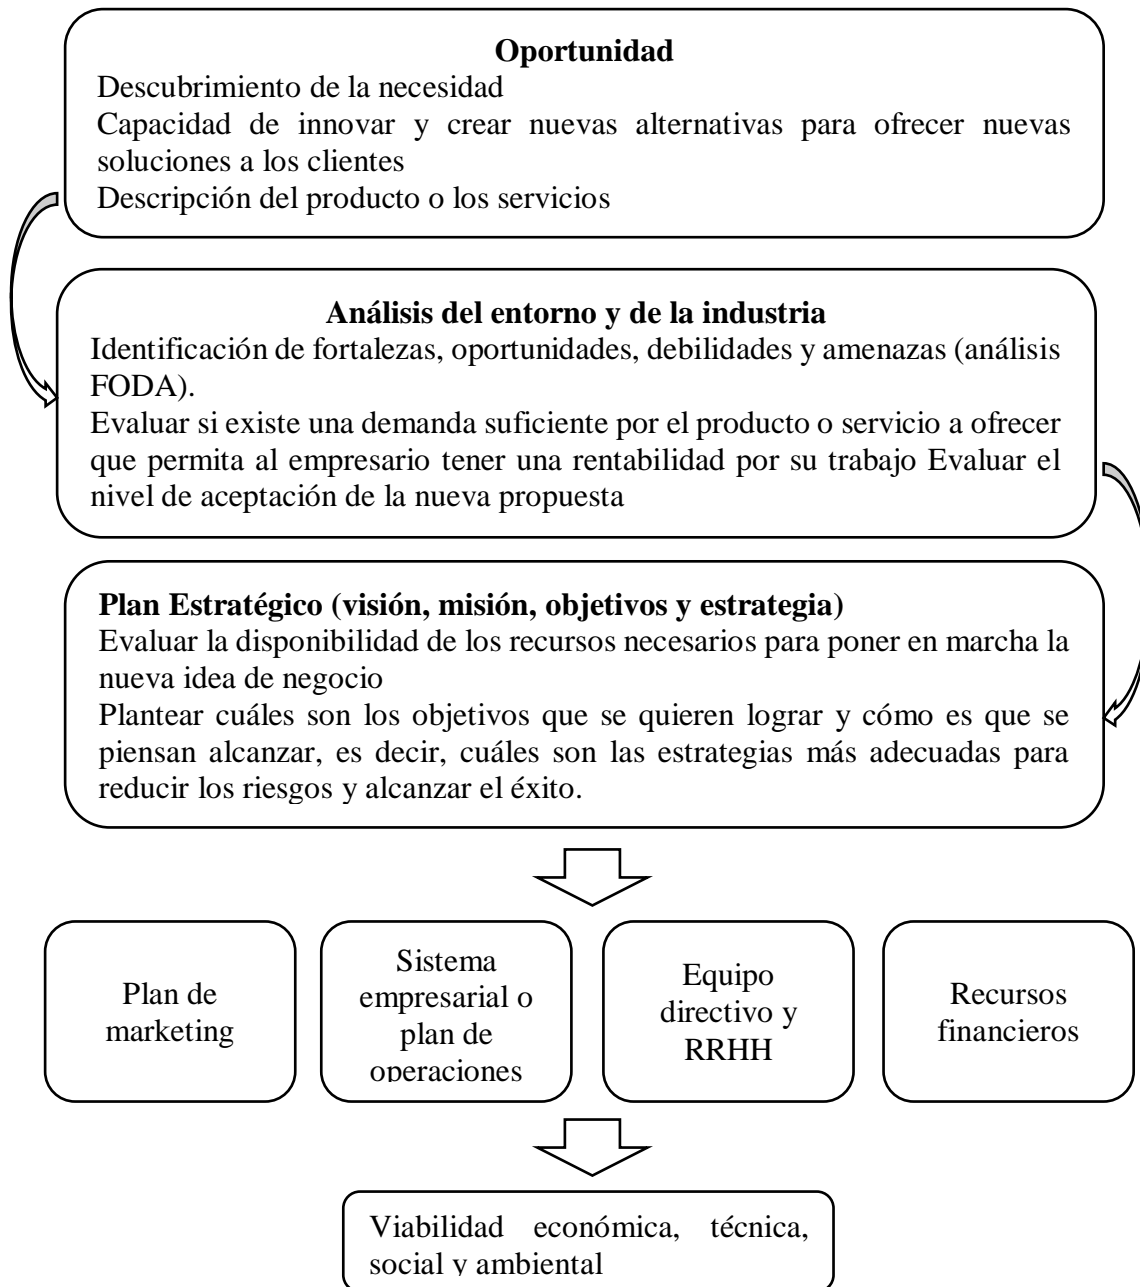 Oportunidad
Descubrimiento de la necesidad
Capacidad de innovar y crear nuevas alternativas para ofrecer nuevas
soluciones a los clientes
Descripción del producto o los servicios
Análisis del entorno y de la industria
Identificación de fortalezas, oportunidades, debilidades y amenazas (análisis
FODA).
Evaluar si existe una demanda suficiente por el producto o servicio a ofrecer
que permita al empresario tener una rentabilidad por su trabajo Evaluar el
nivel de aceptación de la nueva propuesta
Plan Estratégico (visión, misión, objetivos y estrategia)
Evaluar la disponibilidad de los recursos necesarios para poner en marcha la
nueva idea de negocio
Plantear cuáles son los objetivos que se quieren lograr y cómo es que se
piensan alcanzar, es decir, cuáles son las estrategias más adecuadas para
reducir los riesgos y alcanzar el éxito.
Plan de
marketing
Sistema
empresarial o
plan de
operaciones
Equipo
directivo y
RRHH
Recursos
financieros
Viabilidad económica, técnica,
social y ambiental